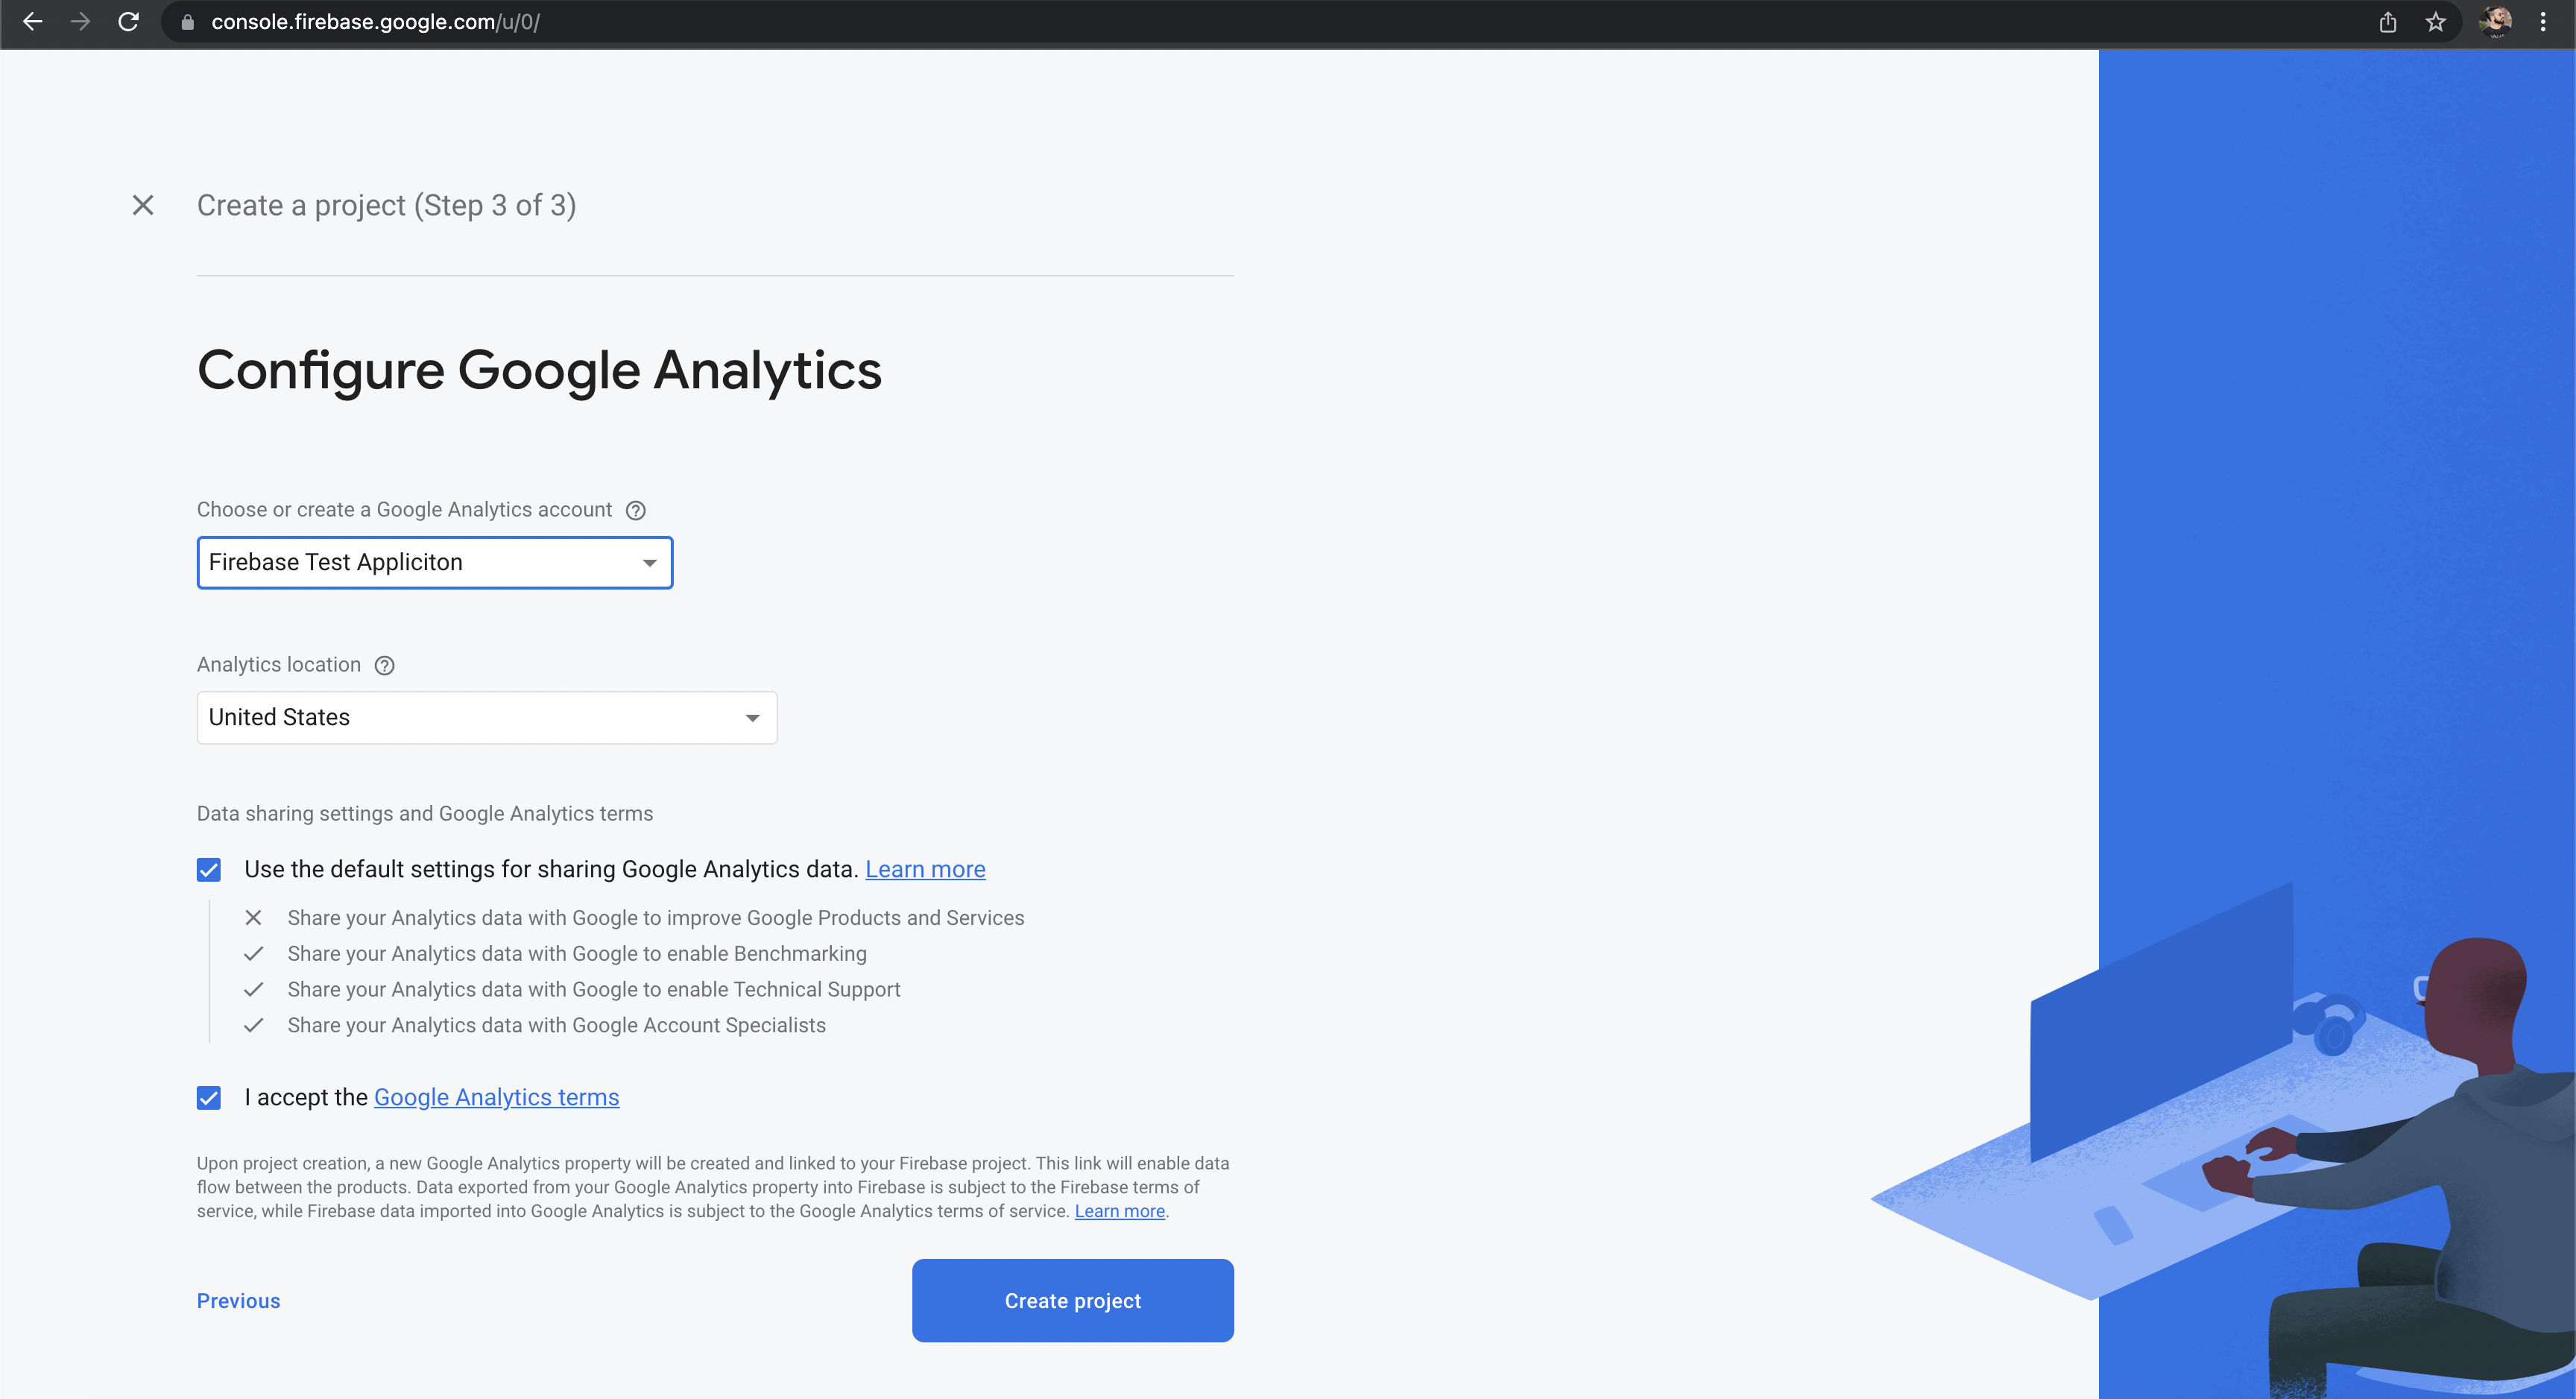 console.firebase.google.com/u/0/
Create a project (Step 3 of 3)
Configure Google Analytics
Choose or create a Google Analytics account
Firebase Test Appliciton
Analytics location
United States
Data sharing settings and Google Analytics terms
Use the default settings for sharing Google Analytics data. Learn more
Share your Analytics data with Google to improve Google Products and Services
Share your Analytics data with Google to enable Benchmarking
Share your Analytics data with Google to enable Technical Support
Share your Analytics data with Google Account Specialists
I accept the Google Analytics terms
Upon project creation, a new Google Analytics property will be created and linked to your Firebase project. This link will enable data
flow between the products. Data exported from your Google Analytics property into Firebase is subject to the Firebase terms of
service, while Firebase data imported into Google Analytics is subject to the Google Analytics terms of service. Learn more.
Previous
Create project